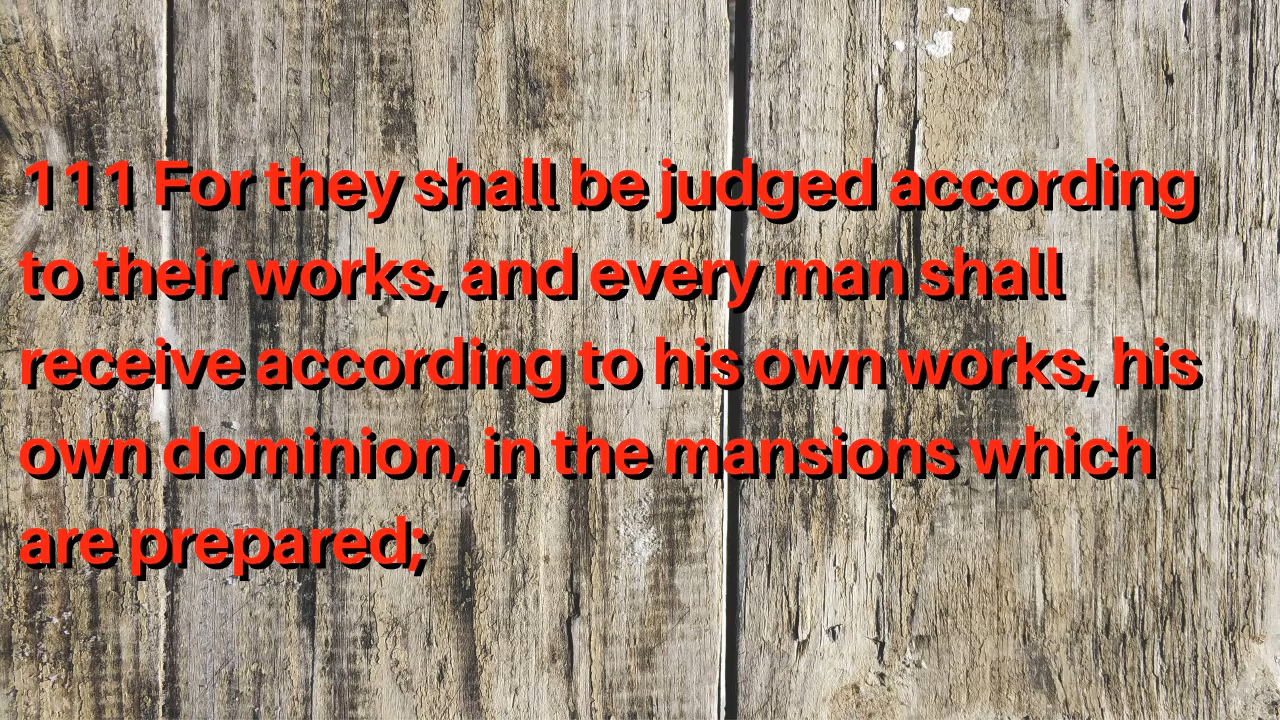 111 For they shall be judged according
to their works, and every man shall
receive according to his own works, his
own dominion, in the mansions which
are prepared;